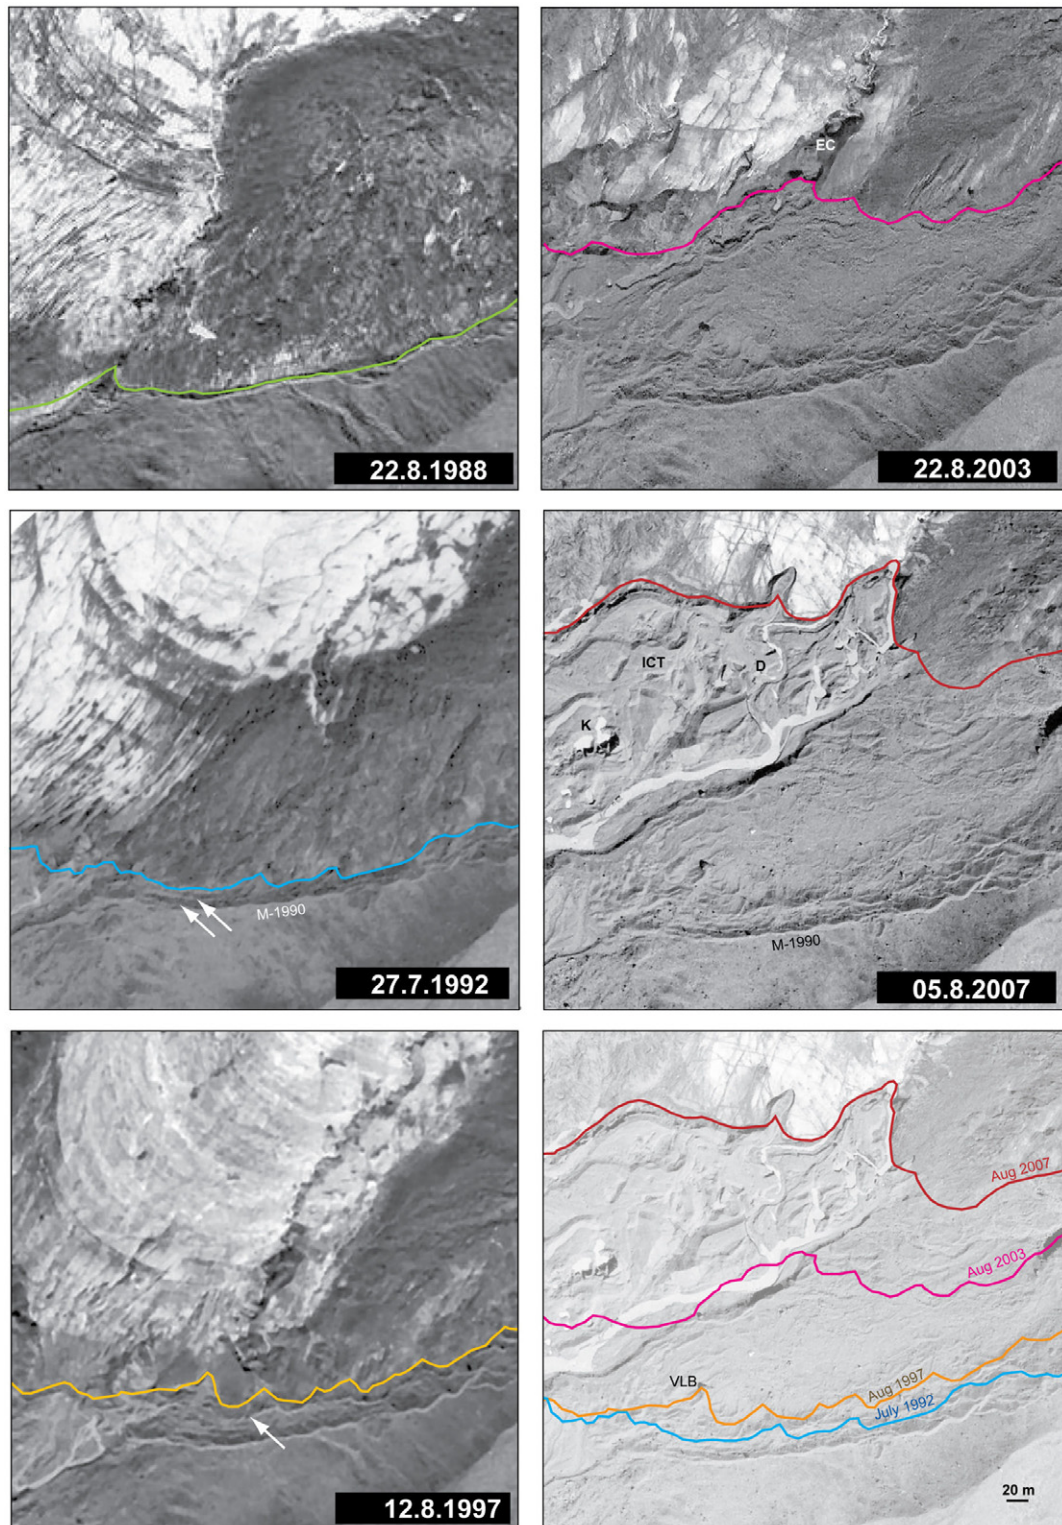 22.8.1988
EC
22.8.2003
M-1990
27.7.1992
ICT
D
K
M-1990
05.8.2007
12.8.1997
Aug 2007
Aug 2003
VLB
Aug 1997
July 1992
20 m